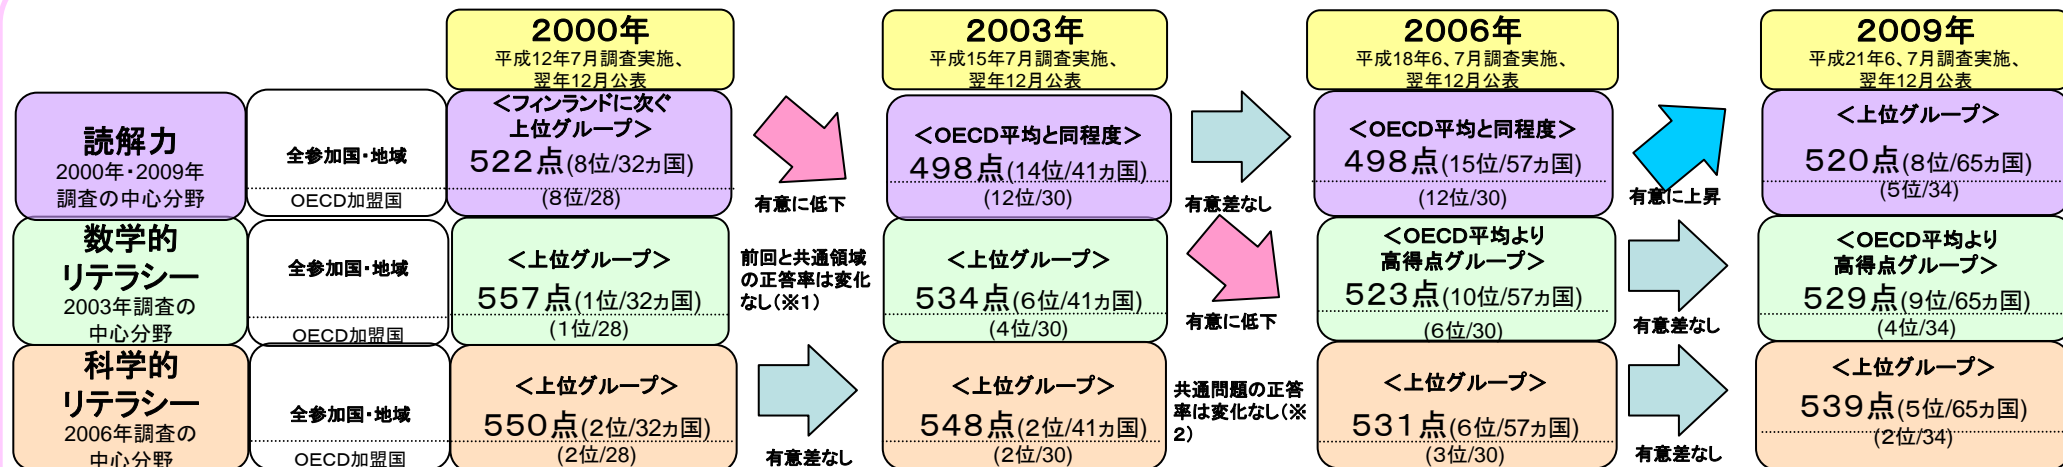 2000年
平成12年7月調査実施、
翌年12月公表
2003年
平成15年7月調査実施、
翌年12月公表
2006年
平成18年6、7月調査実施、
翌年12月公表
2009年
平成21年6、7月調査実施、
翌年12月公表
読解力
2000年・2009年
調査の中心分野
全参加国・地域
OECD加盟国
＜フィンランドに次ぐ
上位グループ＞
522点(8位/32ヵ国)
(8位/28)
有意に低下
＜OECD平均と同程度＞
498点(14位/41ヵ国)
(12位/30)
有意差なし
＜OECD平均と同程度＞
498点(15位/57ヵ国)
(12位/30)
有意に上昇
＜上位グループ＞
520点(8位/65ヵ国)
(5位/34)
数学的
リテラシー
2003年調査の
中心分野
全参加国・地域
OECD加盟国
＜上位グループ＞
557点(1位/32ヵ国)
(1位/28)
前回と共通領域
の正答率は変化
なし(※1)
＜上位グループ＞
534点(6位/41ヵ国)
(4位/30)
有意に低下
＜OECD平均より
高得点グループ＞
523点(10位/57ヵ国)
(6位/30)
有意差なし
＜OECD平均より
高得点グループ＞
529点(9位/65ヵ国)
(4位/34)
科学的
リテラシー
2006年調査の
中心分野
全参加国・地域
OECD加盟国
＜上位グループ＞
550点(2位/32ヵ国)
(2位/28)
有意差なし
＜上位グループ＞
548点(2位/41ヵ国)
(2位/30)
共通問題の正答
率は変化なし(※
2)
＜上位グループ＞
531点(6位/57ヵ国)
(3位/30)
有意差なし
＜上位グループ＞
539点(5位/65ヵ国)
(2位/34)